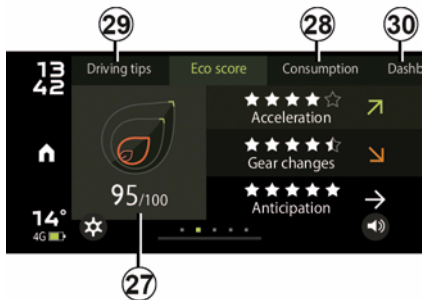 29
28
30
13
42
Driving tips
Eco score
Consumption
Dashb
Acceleration
Gear changes
95/100
Anticipation
14°
4G
27